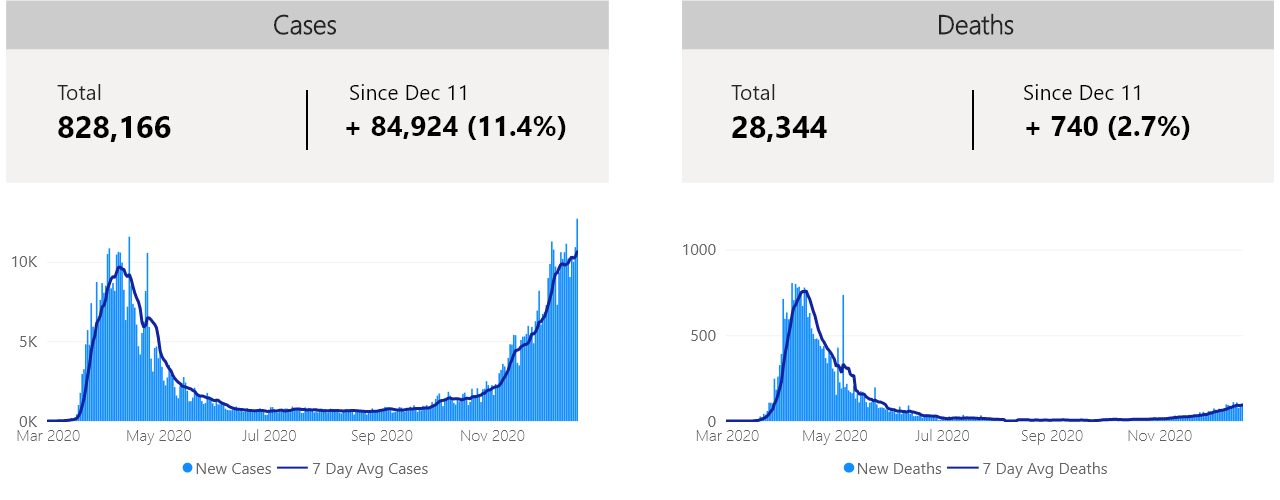 Cases
Total
828,166
Since Dec 11
+ 84,924 (11.4%)
10K
5K
0K
Mar 2020 May 2020 Jul 2020 Sep 2020 Nov 2020
New Cases 7 Day Avg Cases
Deaths
Total
28,344
Since Dec 11
+ 740 (2.7%)
1000
500
0
Mar 2020 May 2020 Jul 2020 Sep 2020 Nov 2020
New Deaths 7 Day Avg Deaths